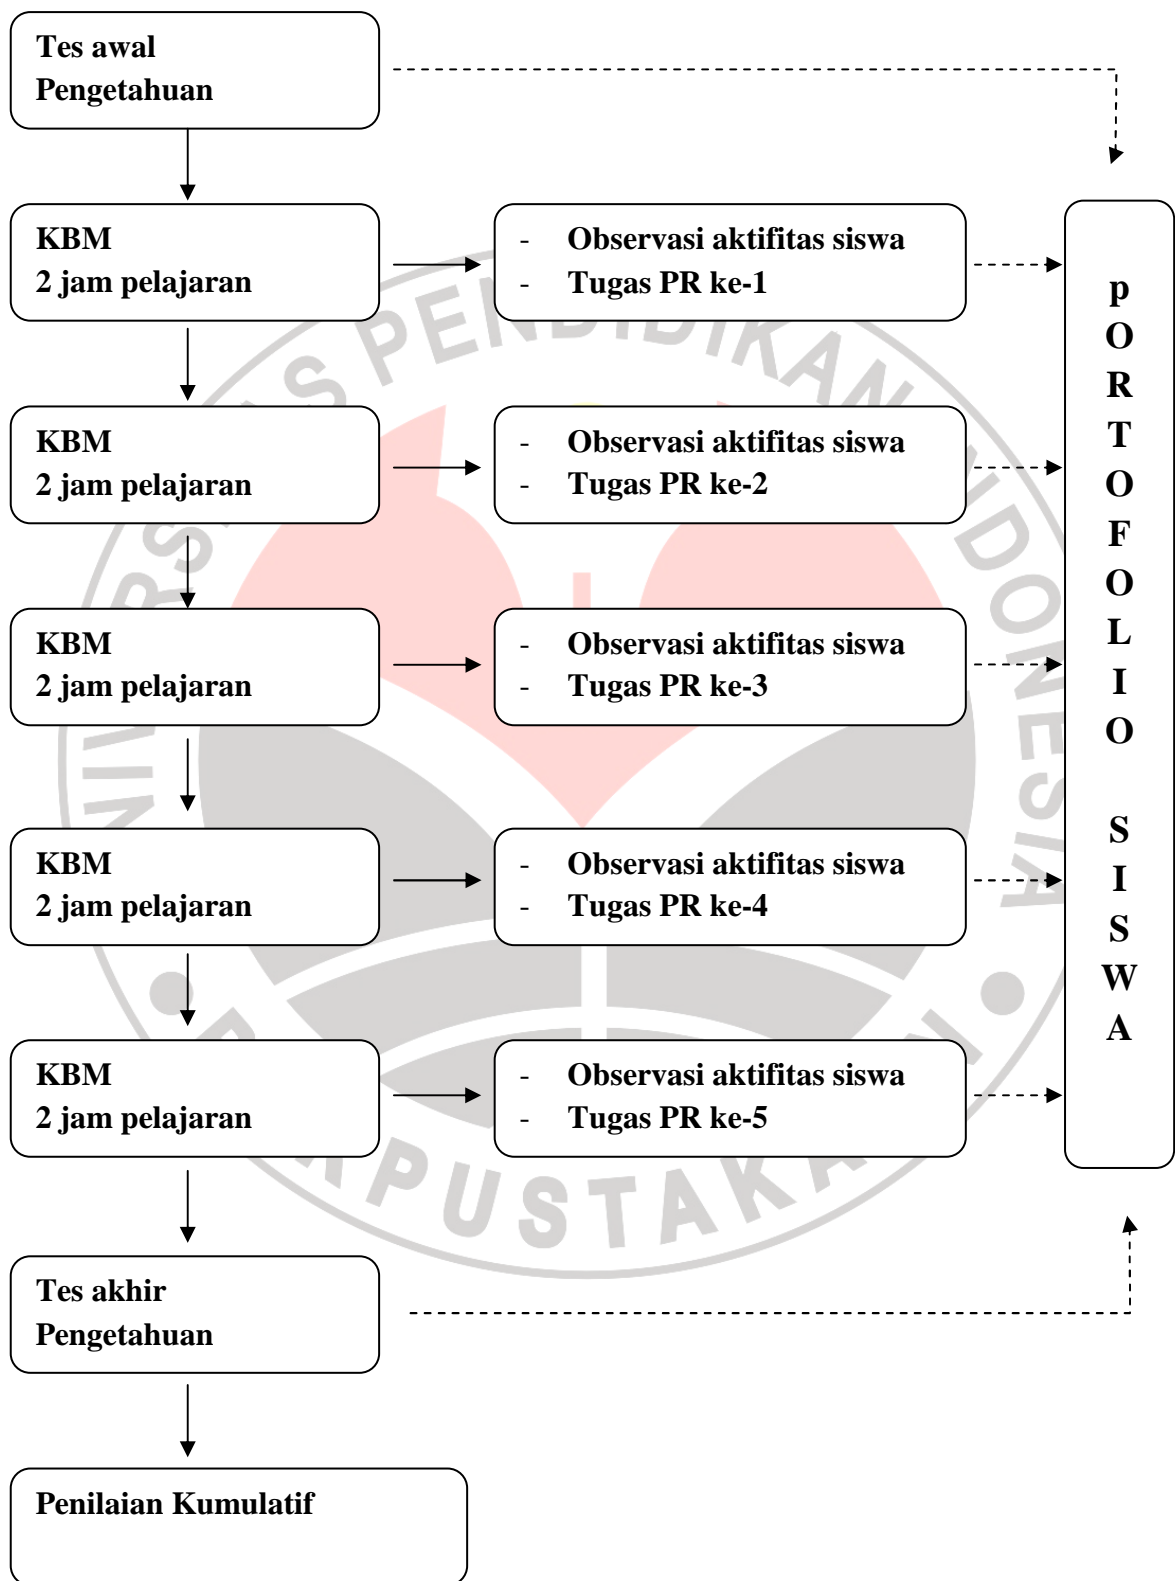 Tes awal
Pengetahuan
KBM
2 jam pelajaran
- Observasi aktifitas siswa
- Tugas PR ke-1
KBM
2 jam pelajaran
- Observasi aktifitas siswa
- Tugas PR ke-2
KBM
2 jam pelajaran
- Observasi aktifitas siswa
- Tugas PR ke-3
KBM
2 jam pelajaran
- Observasi aktifitas siswa
- Tugas PR ke-4
KBM
2 jam pelajaran
- Observasi aktifitas siswa
- Tugas PR ke-5
Tes akhir
Pengetahuan
Penilaian Kumulatif
p
O
R
T
O
F
O
L
I
O
S
I
S
W
A
PENDIDIKAN